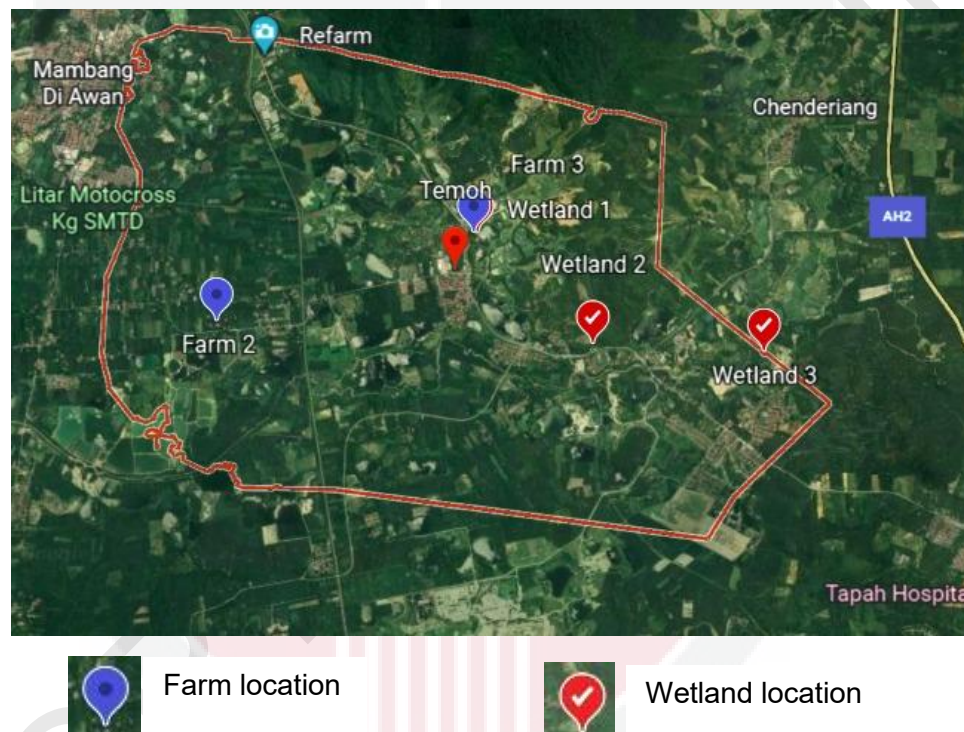 Refarm
Mambang
Di Awan
Chenderiang
Farm 3
Litar Motocross
Kg SMTD
Temoh
Wetland 1
AH2
Wetland 2
Farm 2
Wetland 3
Tapah Hospita
Farm location
Wetland location